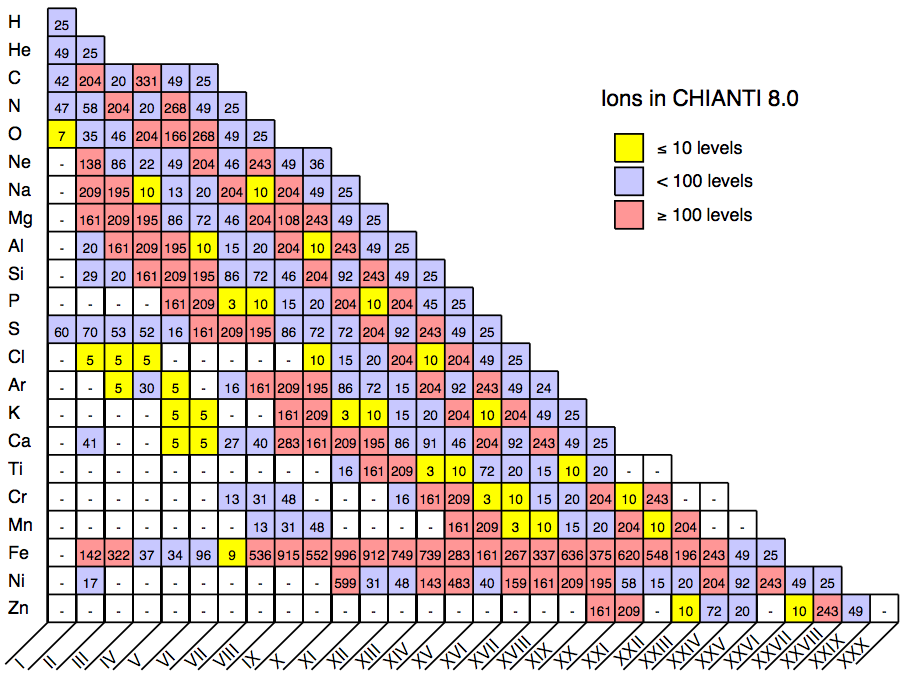 H 25
He 49 25
C 42 204 20 331 49 25
N 47 58 204 20 268 49 25
O 7 35 46 204 166 268 49 25
Ne - 138 86 22 49 204 46 243 49 36
Na - 209 195 10 13 20 204 10 204 49 25
Mg - 161 209 195 86 72 46 204 108 243 49 25
Al - 20 161 209 195 10 15 20 204 10 243 49 25
Si - 29 20 161 209 195 86 72 46 204 92 243 49 25
P - - - - 161 209 3 10 15 20 204 10 204 45 25
S 60 70 53 52 16 161 209 195 86 72 72 204 92 243 49 25
Cl - 5 5 5 - - - - - 10 15 20 204 10 204 49 25
Ar - - 5 30 5 - 16 161 209 195 86 72 15 204 92 243 49 24
K - - - - 5 5 - - 161 209 3 10 15 20 204 10 204 49 25
Ca - 41 - - 5 5 27 40 283 161 209 195 86 91 46 204 92 243 49 25
Ti - - - - - - - - - - 16 161 209 3 10 72 20 15 10 20 - -
Cr - - - - - - 13 31 48 - - - 16 161 209 3 10 15 20 204 10 243 - -
Mn - - - - - - - 13 31 48 - - - - 161 209 3 10 15 20 204 10 204 - -
Fe - 142 322 37 34 96 9 536 915 552 996 912 749 739 283 161 267 337 636 375 620 548 196 243 49 25
Ni - 17 - - - - - - - - 599 31 48 143 483 40 159 161 209 195 58 15 20 204 92 243 49 25
Zn - - - - - - - - - - - - - - - - - - - 161 209 - 10 72 20 - 10 243 49 -
I II III IV V VI VII VIII IX X XI XII XIII XIV XV XVI XVII XVIII XIX XX XXI XXII XXIII XXIV XXV XXVI XXVII XXVIII XXIX XXX
Ions in CHIANTI 8.0
≤ 10 levels
< 100 levels
≥ 100 levels